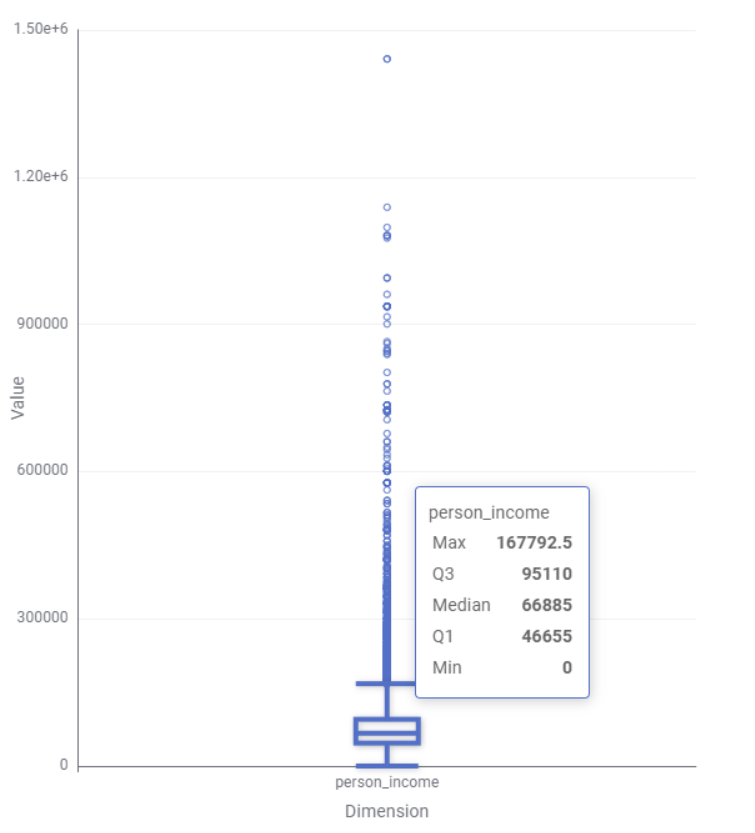 1.50e+6
1.20e+6
900000
600000
300000
0
Value
person_income
Max 167792.5
Q3 95110
Median 66885
Q1 46655
Min 0
person_income
Dimension